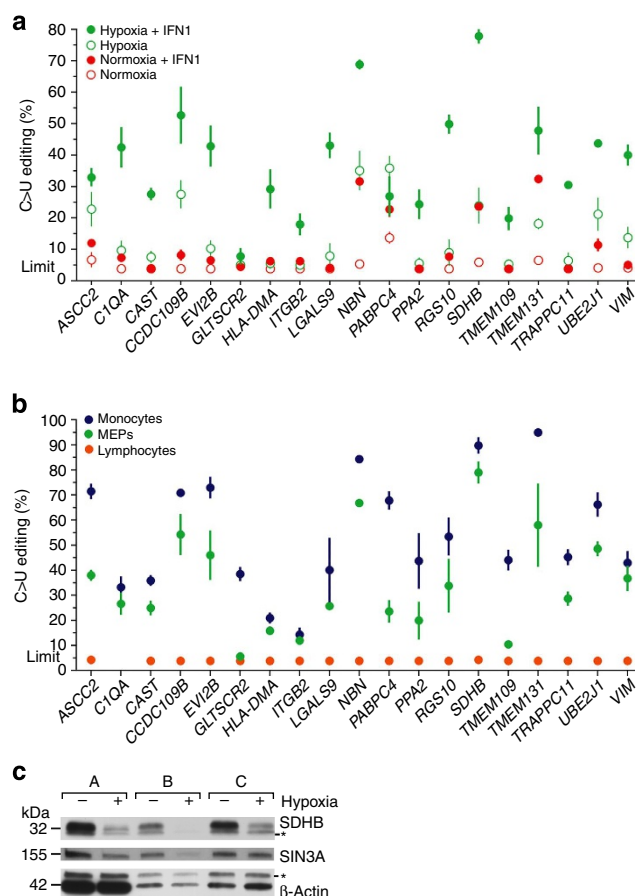 a
80
70
60
50
40
30
20
10
Limit
0
C>U editing (%)
Hypoxia + IFN1
Hypoxia
Normoxia + IFN1
Normoxia
ASCC2
C1QA
CAST
CCDC109B
EVI2B
GLTSCR2
HLA-DMA
ITGB2
LGALS9
NBN
PABPC4
PPA2
RGS10
SDHB
TMEM109
TMEM131
TRAPPC11
UBE2J1
VIM
b
100
90
80
70
60
50
40
30
20
10
Limit
0
C>U editing (%)
Monocytes
MEPs
Lymphocytes
ASCC2
C1QA
CAST
CCDC109B
EVI2B
GLTSCR2
HLA-DMA
ITGB2
LGALS9
NBN
PABPC4
PPA2
RGS10
SDHB
TMEM109
TMEM131
TRAPPC11
UBE2J1
VIM
c
A B C
– + – + – + Hypoxia
kDa
32 SDHB
*
155 SIN3A
*
42 ß-Actin